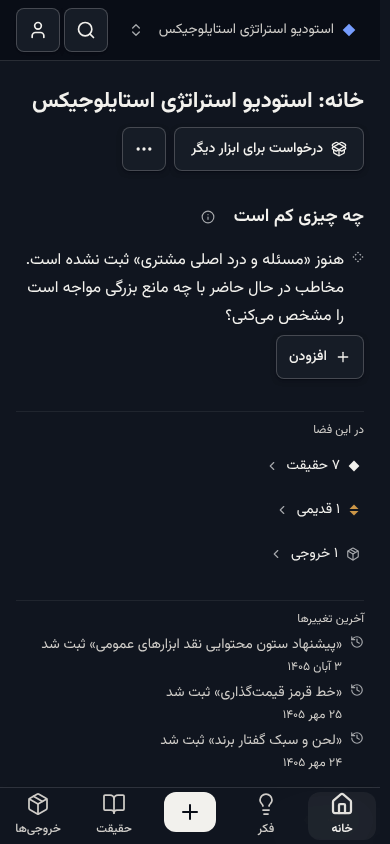 استودیو استراتژی استایلوجیکس
خانه: استودیو استراتژی استایلوجیکس
درخواست برای ابزار دیگر
چه چیزی کم است
هنوز «مسئله و درد اصلی مشتری» ثبت نشده است.
مخاطب در حال حاضر با چه مانع بزرگی مواجه است
را مشخص می‌کنی؟
افزودن
در این فضا
۷ حقیقت
۱ قدیمی
۱ خروجی
آخرین تغییرها
«پیشنهاد ستون محتوایی نقد ابزارهای عمومی» ثبت شد
۳ آبان ۱۴۰۵
«خط قرمز قیمت‌گذاری» ثبت شد
۲۵ مهر ۱۴۰۵
«لحن و سبک گفتار برند» ثبت شد
۲۴ مهر ۱۴۰۵
خانه
فکر
حقیقت
خروجی‌ها